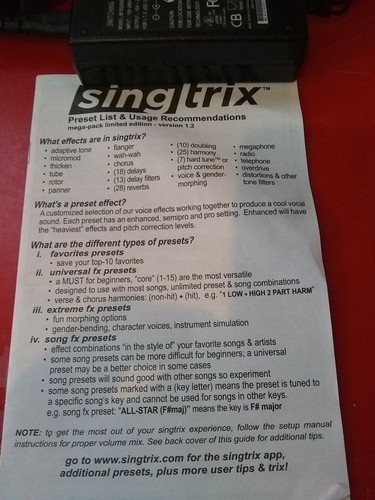 singtrix™
Preset List & Usage Recommendations
mega-pack limited edition - version 1.2
What effects are in singtrix?
• adaptive tone
• micromod
• thicken
• tube
• rotor
• panner
• flanger
• wah-wah
• chorus
• (18) delays
• (13) delay filters
• (28) reverbs
• (10) doubling
• (25) harmony
• (7) hard tune™ or
pitch correction
• voice & gender-
morphing
• megaphone
• radio
• telephone
• overdrive
• distortions & other
tone filters
What's a preset effect?
A customized selection of our voice effects working together to produce a cool vocal
sound. Each preset has an enhanced, semipro and pro setting. Enhanced will have
the "heaviest" effects and pitch correction levels.
What are the different types of presets?
i. favorites presets
• save your top-10 favorites
ii. universal fx presets
• a MUST for beginners, "core" (1-15) are the most versatile
• designed to use with most songs, unlimited preset & song combinations
• verse & chorus harmonies: (non-hit) • (hit), e.g. "1 LOW • HIGH 2 PART HARM"
iii. extreme fx presets
• fun morphing options
• gender-bending, character voices, instrument simulation
iv. song fx presets
• effect combinations "in the style of" your favorite songs & artists
• some song presets can be more difficult for beginners; a universal
preset may be a better choice in some cases
• song presets will sound good with other songs so experiment
• some song presets marked with a (key letter) means the preset is tuned to
a specific song's key and cannot be used for songs in other keys.
e.g. song fx preset: "ALL-STAR (F#maj)" means the key is F# major
NOTE: to get the most out of your singtrix experience, follow the setup manual
instructions for proper volume mix. See back cover of this guide for additional tips.
go to www.singtrix.com for the singtrix app,
additional presets, plus more user tips & trix!